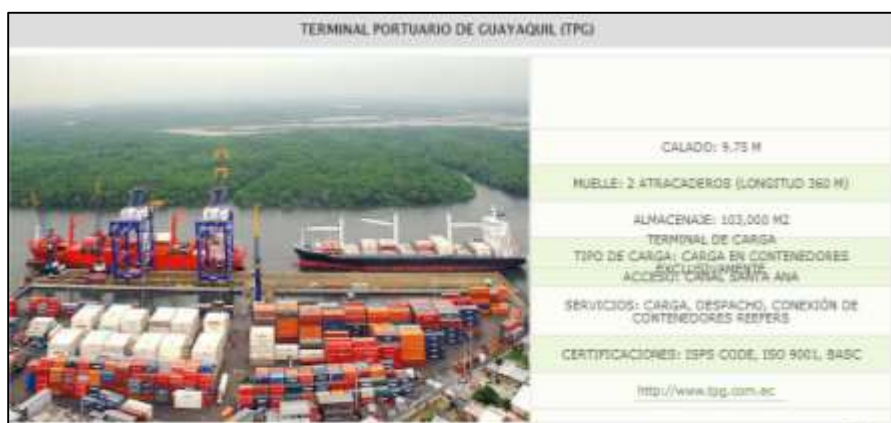 TERMINAL PORTUARIO DE GUAYAQUIL (TPG)
CALADO: 9,75 M
MUELLE: 2 ATRACADEROS (LONGITUD 360 M)
ALMACENAJE: 103,000 M2
TERMINAL DE CARGA
TIPO DE CARGA: CARGA EN CONTENEDORES
EXCLUSIVAMENTE
ACCESO: CANAL SANTA ANA
SERVICIOS: CARGA, DESPACHO, CONEXIÓN DE
CONTENEDORES REEFERS
CERTIFICACIONES: ISPS CODE, ISO 9001, BASC
http://www.tpg.com.ec